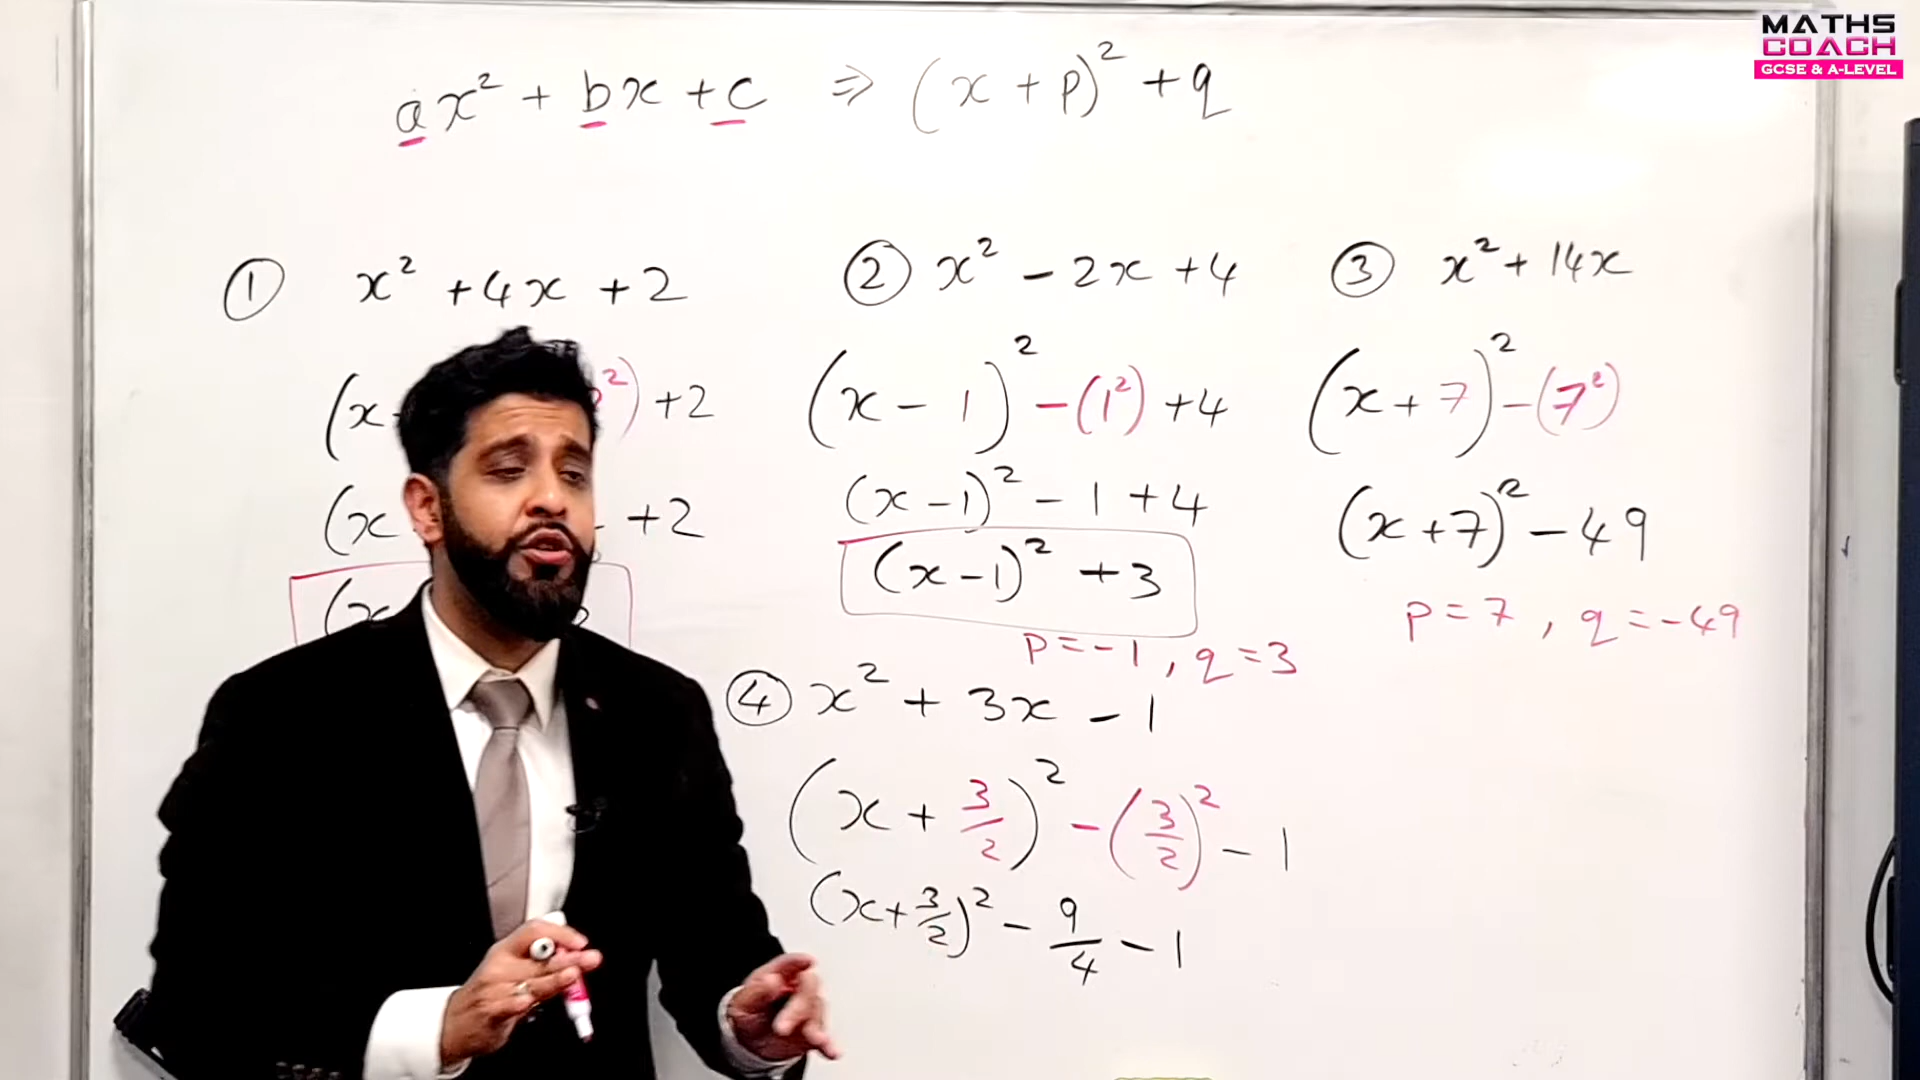 MATHS
COACH
GCSE & A-LEVEL
ax² + bx + c ⇒ (x + p)² + q
① x² + 4x + 2
(x 2²) + 2
(x + 2
(x
② x² - 2x + 4
(x - 1)² - (1²) + 4
(x - 1)² - 1 + 4
(x - 1)² + 3
p = -1, q = 3
③ x² + 14x
(x + 7)² - (7²)
(x + 7)² - 49
p = 7, q = -49
④ x² + 3x - 1
(x + 3/2)² - (3/2)² - 1
(x + 3/2)² - 9/4 - 1